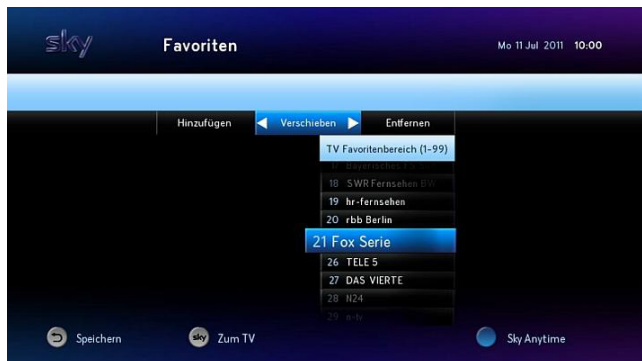 sky
Favoriten
Mo 11 Jul 2011 10:00
Hinzufügen Verschieben Entfernen
TV Favoritenbereich (1-99)
18 SWR Fernsehen BW
19 hr-fernsehen
20 rbb Berlin
21 Fox Serie
26 TELE 5
27 DAS VIERTE
28 N24
29 n-tv
Speichern sky Zum TV Sky Anytime